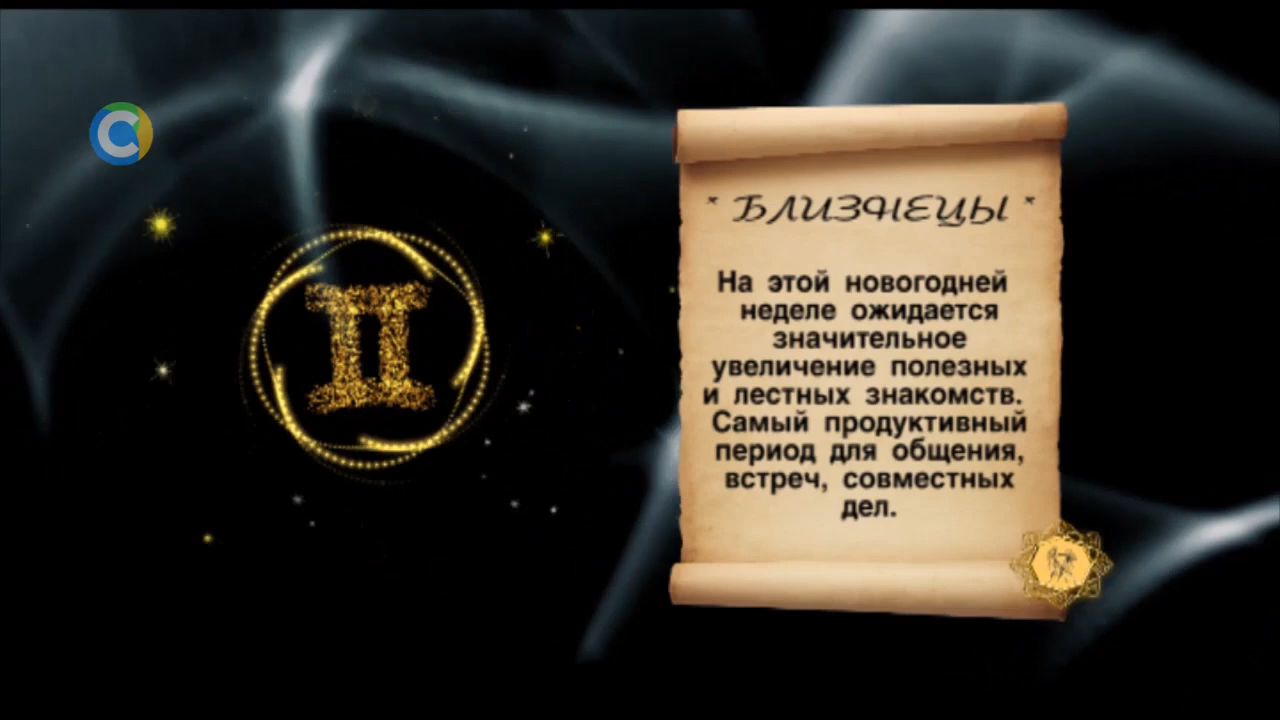 С
* БЛИЗНЕЦЫ *
На этой новогодней
неделе ожидается
значительное
увеличение полезных
и лестных знакомств.
Самый продуктивный
период для общения,
встреч, совместных
дел.